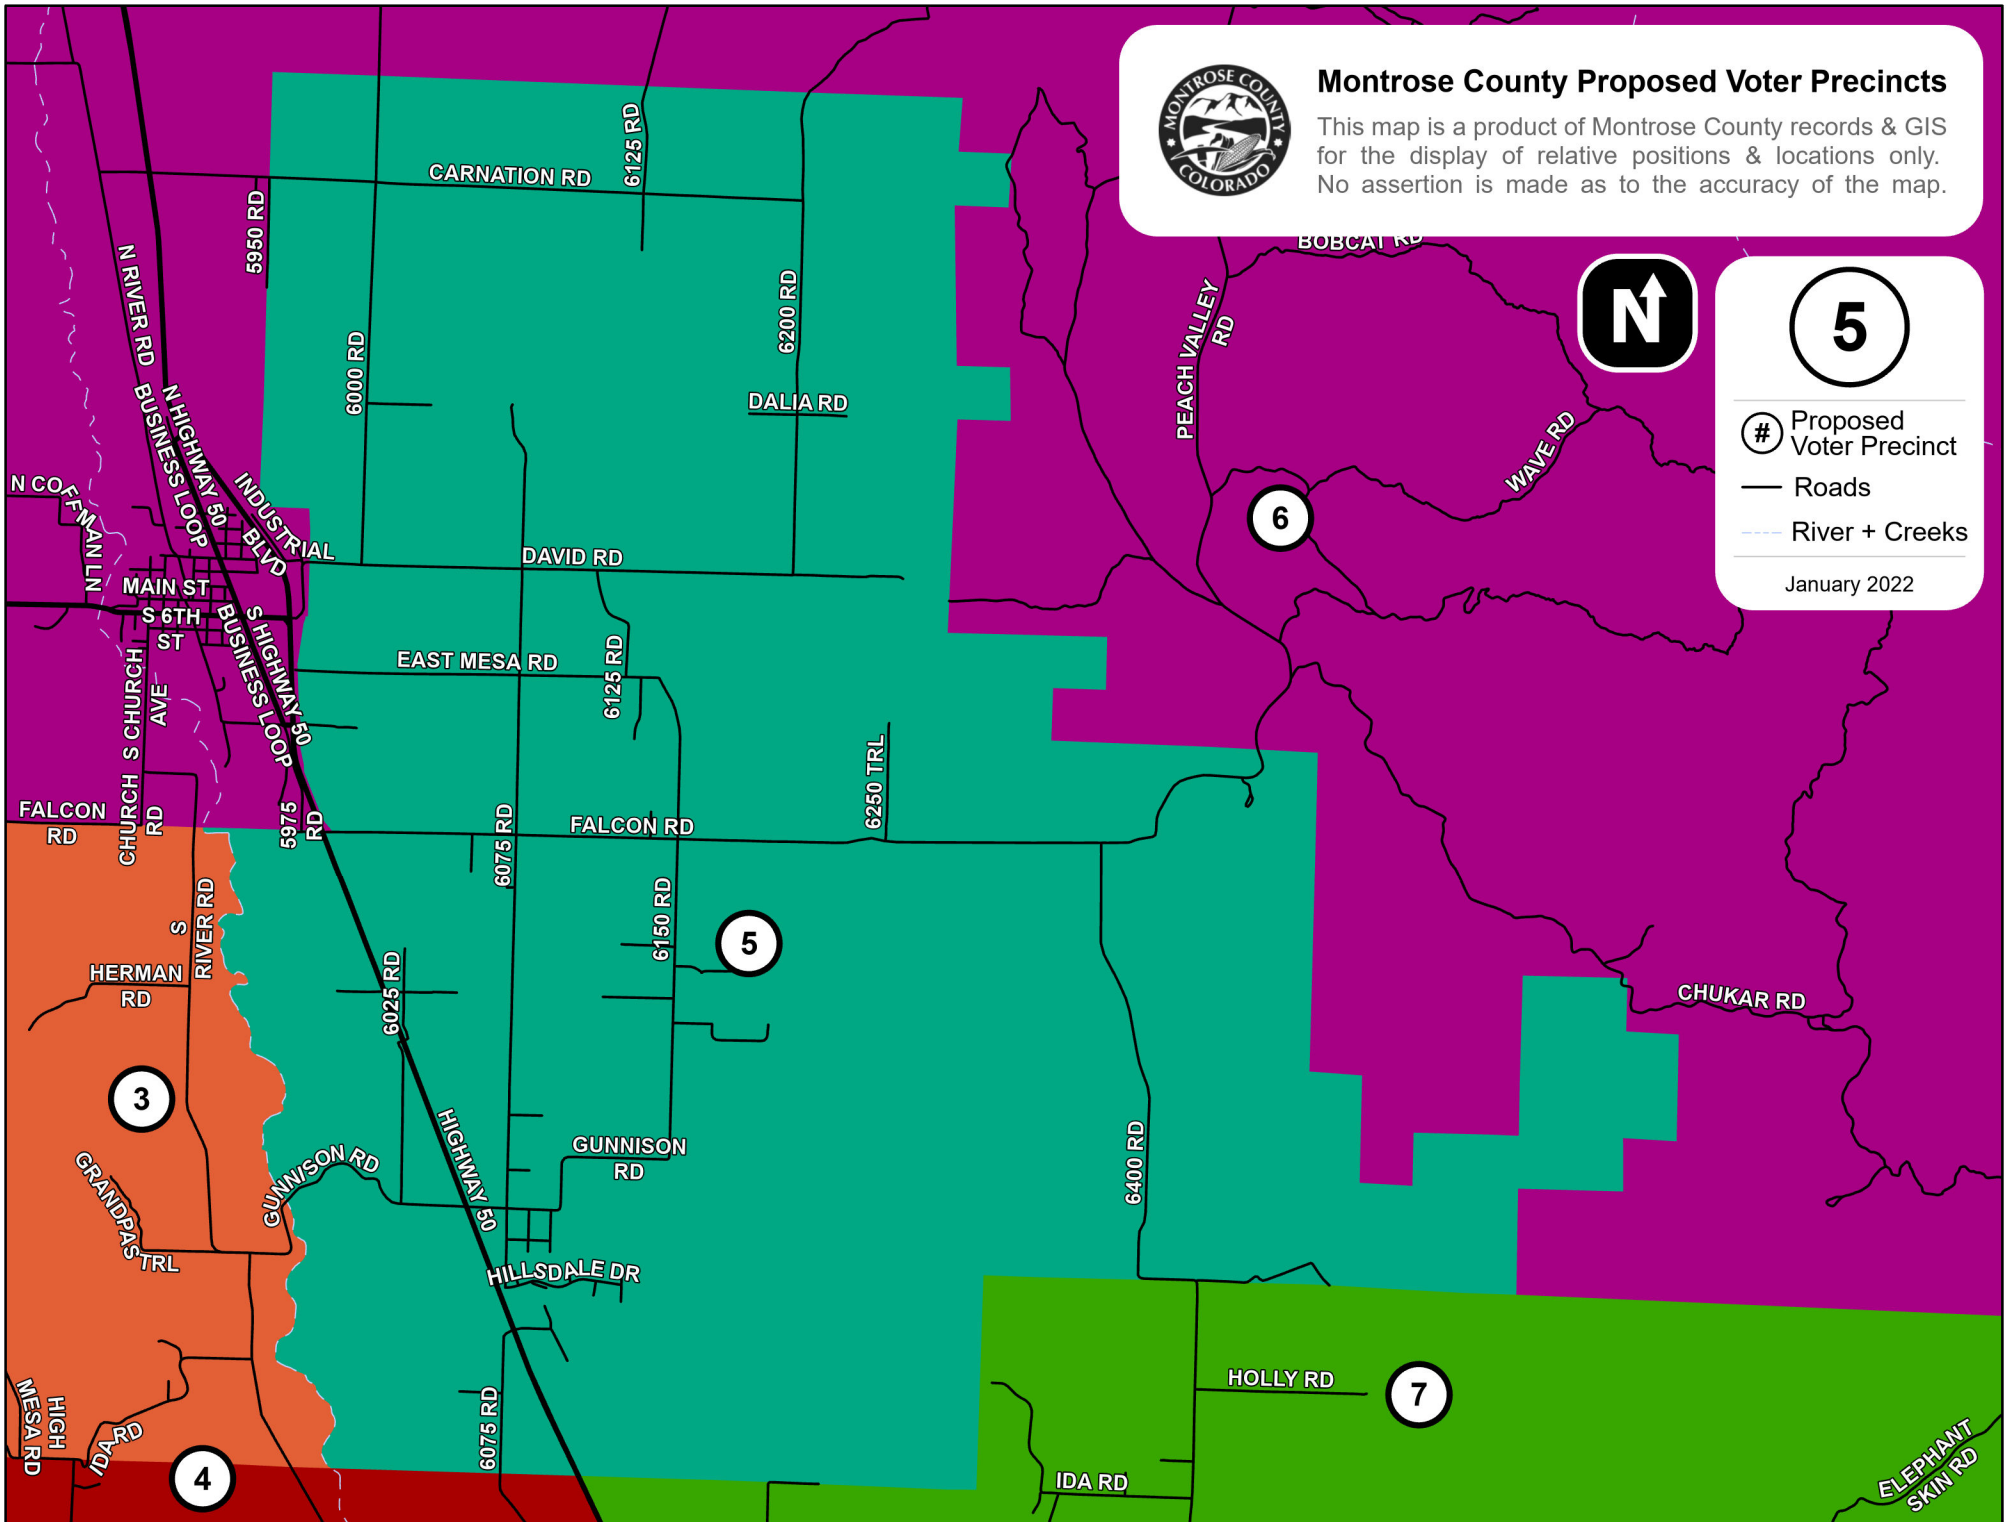 MONTROSE COUNTY
COLORADO
Montrose County Proposed Voter Precincts
This map is a product of Montrose County records & GIS
for the display of relative positions & locations only.
No assertion is made as to the accuracy of the map.
N
5
# Proposed
Voter Precinct
Roads
River + Creeks
January 2022
6125 RD
CARNATION RD
5950 RD
N RIVER RD
6200 RD
6000 RD
BOBCAT RD
PEACH VALLEY
RD
DALIA RD
WAVE RD
N HIGHWAY 50
BUSINESS LOOP
N COFFMAN LN
INDUSTRIAL
BLVD
6
DAVID RD
MAIN ST
S 6TH
ST
S HIGHWAY 50
BUSINESS LOOP
EAST MESA RD
6125 RD
S CHURCH
AVE
CHURCH
RD
6250 TRL
FALCON
RD
5975
RD
6075 RD
FALCON RD
S
RIVER RD
6150 RD
5
HERMAN
RD
6025 RD
CHUKAR RD
3
GUNNISON RD
HIGHWAY 50
GUNNISON
RD
6400 RD
GRANDPAS
TRL
HILLSDALE DR
HIGH
MESA RD
IDA RD
6075 RD
HOLLY RD
7
4
IDA RD
ELEPHANT
SKIN RD